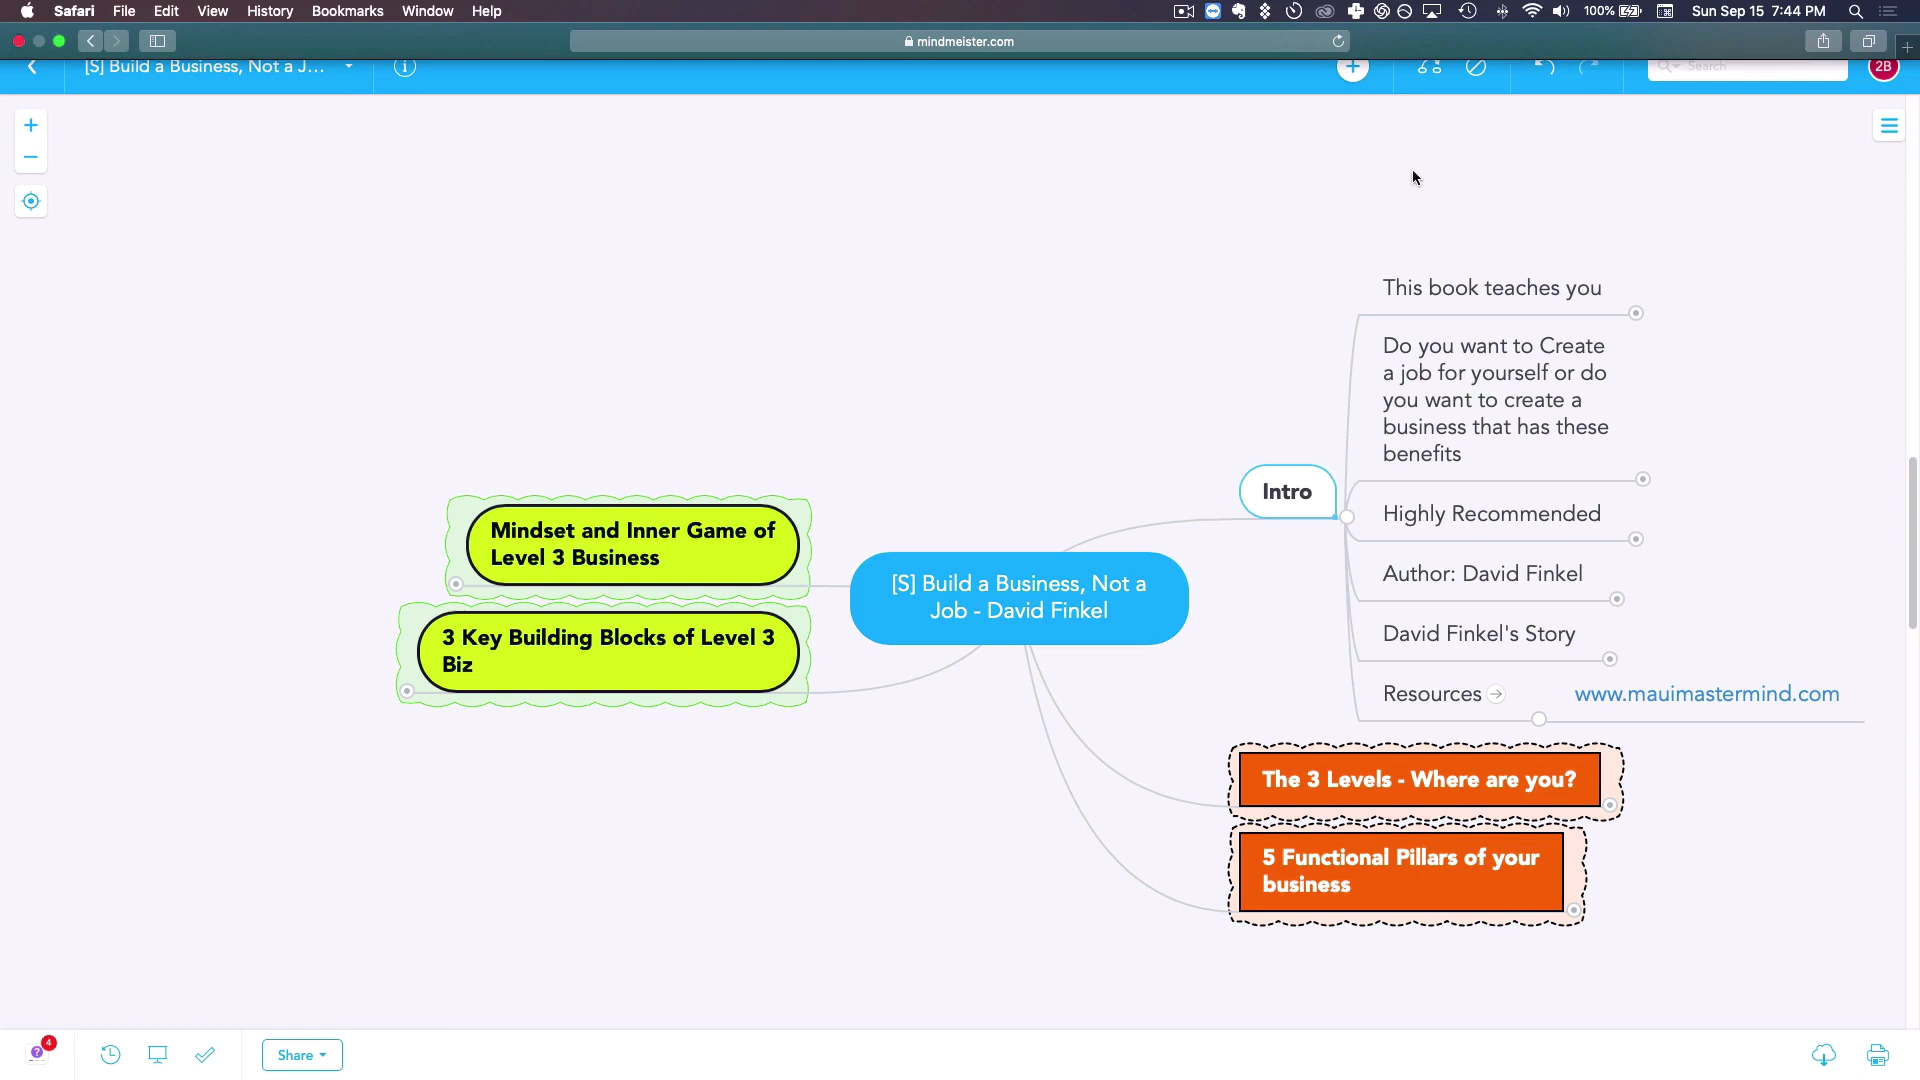 Safari File Edit View History Bookmarks Window Help
100% Sun Sep 15 7:44 PM
mindmeister.com
[S] Build a Business, Not a J...
Search
2B
This book teaches you
Do you want to Create
a job for yourself or do
you want to create a
business that has these
benefits
Intro
Highly Recommended
Author: David Finkel
David Finkel's Story
Resources
www.mauimastermind.com
Mindset and Inner Game of
Level 3 Business
[S] Build a Business, Not a
Job - David Finkel
3 Key Building Blocks of Level 3
Biz
The 3 Levels - Where are you?
5 Functional Pillars of your
business
4
Share